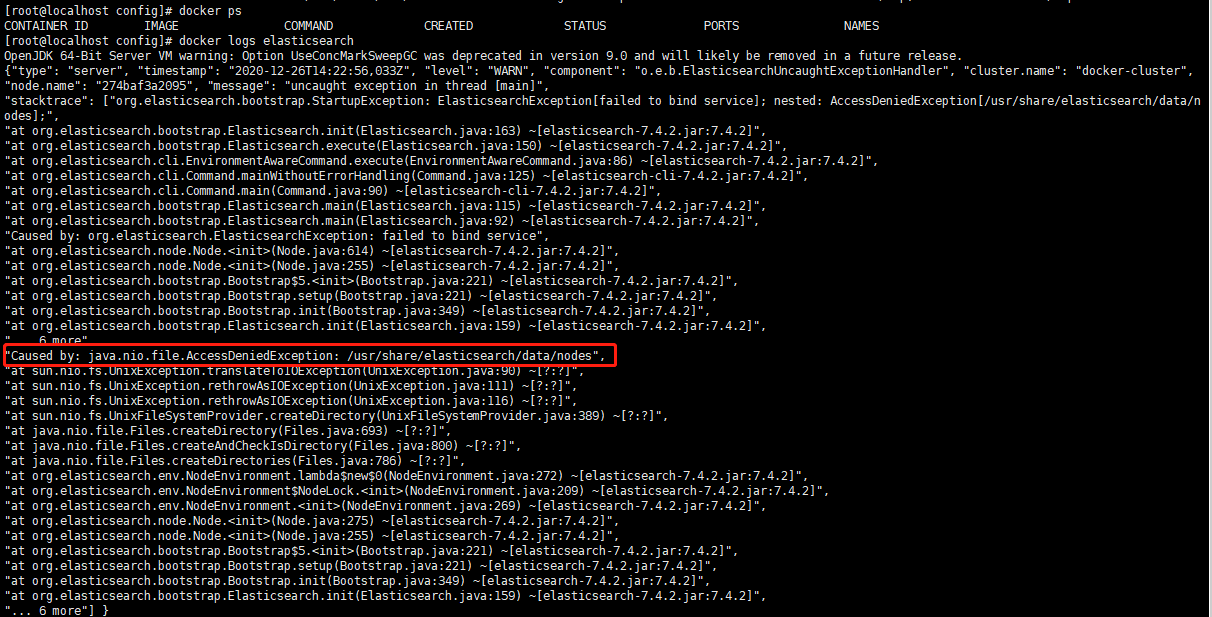 [root@localhost config]# docker ps
CONTAINER ID        IMAGE               COMMAND             CREATED             STATUS              PORTS               NAMES
[root@localhost config]# docker logs elasticsearch
OpenJDK 64-Bit Server VM warning: Option UseConcMarkSweepGC was deprecated in version 9.0 and will likely be removed in a future release.
{"type": "server", "timestamp": "2020-12-26T14:22:56,033Z", "level": "WARN", "component": "o.e.b.ElasticsearchUncaughtExceptionHandler", "cluster.name": "docker-cluster",
"node.name": "274baf3a2095", "message": "uncaught exception in thread [main]",
"stacktrace": ["org.elasticsearch.bootstrap.StartupException: ElasticsearchException[failed to bind service]; nested: AccessDeniedException[/usr/share/elasticsearch/data/n
odes];",
"at org.elasticsearch.bootstrap.Elasticsearch.init(Elasticsearch.java:163) ~[elasticsearch-7.4.2.jar:7.4.2]",
"at org.elasticsearch.bootstrap.Elasticsearch.execute(Elasticsearch.java:150) ~[elasticsearch-7.4.2.jar:7.4.2]",
"at org.elasticsearch.cli.EnvironmentAwareCommand.execute(EnvironmentAwareCommand.java:86) ~[elasticsearch-7.4.2.jar:7.4.2]",
"at org.elasticsearch.cli.Command.mainWithoutErrorHandling(Command.java:125) ~[elasticsearch-cli-7.4.2.jar:7.4.2]",
"at org.elasticsearch.cli.Command.main(Command.java:90) ~[elasticsearch-cli-7.4.2.jar:7.4.2]",
"at org.elasticsearch.bootstrap.Elasticsearch.main(Elasticsearch.java:115) ~[elasticsearch-7.4.2.jar:7.4.2]",
"at org.elasticsearch.bootstrap.Elasticsearch.main(Elasticsearch.java:92) ~[elasticsearch-7.4.2.jar:7.4.2]",
"Caused by: org.elasticsearch.ElasticsearchException: failed to bind service",
"at org.elasticsearch.node.Node.<init>(Node.java:614) ~[elasticsearch-7.4.2.jar:7.4.2]",
"at org.elasticsearch.node.Node.<init>(Node.java:255) ~[elasticsearch-7.4.2.jar:7.4.2]",
"at org.elasticsearch.bootstrap.Bootstrap$5.<init>(Bootstrap.java:221) ~[elasticsearch-7.4.2.jar:7.4.2]",
"at org.elasticsearch.bootstrap.Bootstrap.setup(Bootstrap.java:221) ~[elasticsearch-7.4.2.jar:7.4.2]",
"at org.elasticsearch.bootstrap.Bootstrap.init(Bootstrap.java:349) ~[elasticsearch-7.4.2.jar:7.4.2]",
"at org.elasticsearch.bootstrap.Elasticsearch.init(Elasticsearch.java:159) ~[elasticsearch-7.4.2.jar:7.4.2]",
"... 6 more",
"Caused by: java.nio.file.AccessDeniedException: /usr/share/elasticsearch/data/nodes",
"at sun.nio.fs.UnixException.translateToIOException(UnixException.java:90) ~[?:?]",
"at sun.nio.fs.UnixException.rethrowAsIOException(UnixException.java:111) ~[?:?]",
"at sun.nio.fs.UnixException.rethrowAsIOException(UnixException.java:116) ~[?:?]",
"at sun.nio.fs.UnixFileSystemProvider.createDirectory(UnixFileSystemProvider.java:389) ~[?:?]",
"at java.nio.file.Files.createDirectory(Files.java:693) ~[?:?]",
"at java.nio.file.Files.createAndCheckIsDirectory(Files.java:800) ~[?:?]",
"at java.nio.file.Files.createDirectories(Files.java:786) ~[?:?]",
"at org.elasticsearch.env.NodeEnvironment.lambda$new$0(NodeEnvironment.java:272) ~[elasticsearch-7.4.2.jar:7.4.2]",
"at org.elasticsearch.env.NodeEnvironment$NodeLock.<init>(NodeEnvironment.java:209) ~[elasticsearch-7.4.2.jar:7.4.2]",
"at org.elasticsearch.env.NodeEnvironment.<init>(NodeEnvironment.java:269) ~[elasticsearch-7.4.2.jar:7.4.2]",
"at org.elasticsearch.node.Node.<init>(Node.java:275) ~[elasticsearch-7.4.2.jar:7.4.2]",
"at org.elasticsearch.node.Node.<init>(Node.java:255) ~[elasticsearch-7.4.2.jar:7.4.2]",
"at org.elasticsearch.bootstrap.Bootstrap$5.<init>(Bootstrap.java:221) ~[elasticsearch-7.4.2.jar:7.4.2]",
"at org.elasticsearch.bootstrap.Bootstrap.setup(Bootstrap.java:221) ~[elasticsearch-7.4.2.jar:7.4.2]",
"at org.elasticsearch.bootstrap.Bootstrap.init(Bootstrap.java:349) ~[elasticsearch-7.4.2.jar:7.4.2]",
"at org.elasticsearch.bootstrap.Elasticsearch.init(Elasticsearch.java:159) ~[elasticsearch-7.4.2.jar:7.4.2]",
"... 6 more"] }